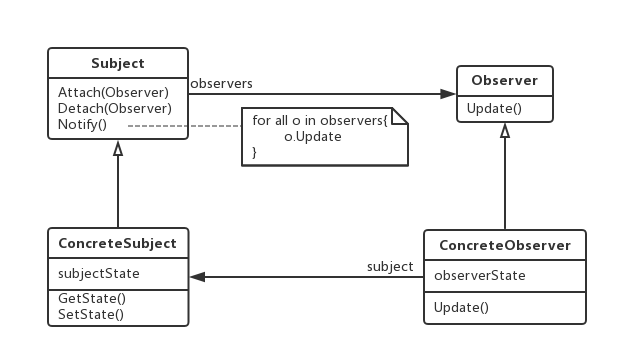 Subject
Attach(Observer)
Detach(Observer)
Notify()
observers
Observer
Update()
for all o in observers{
o.Update
}
ConcreteSubject
subjectState
GetState()
SetState()
subject
ConcreteObserver
observerState
Update()